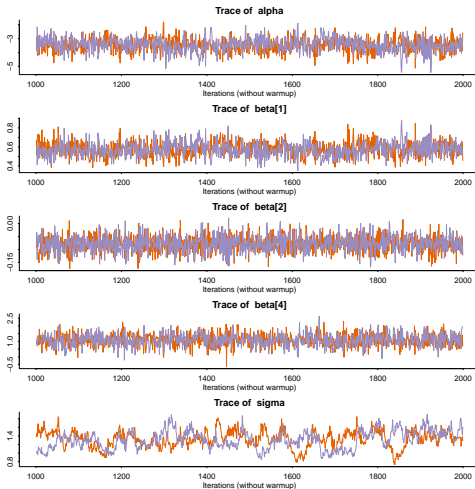 Trace of alpha
-3
-5
1000 1200 1400 1600 1800 2000
Iterations (without warmup)
Trace of beta[1]
0.8
0.6
0.4
1000 1200 1400 1600 1800 2000
Iterations (without warmup)
Trace of beta[2]
0.00
-0.15
1000 1200 1400 1600 1800 2000
Iterations (without warmup)
Trace of beta[4]
2.5
1.0
-0.5
1000 1200 1400 1600 1800 2000
Iterations (without warmup)
Trace of sigma
1.4
0.8
1000 1200 1400 1600 1800 2000
Iterations (without warmup)